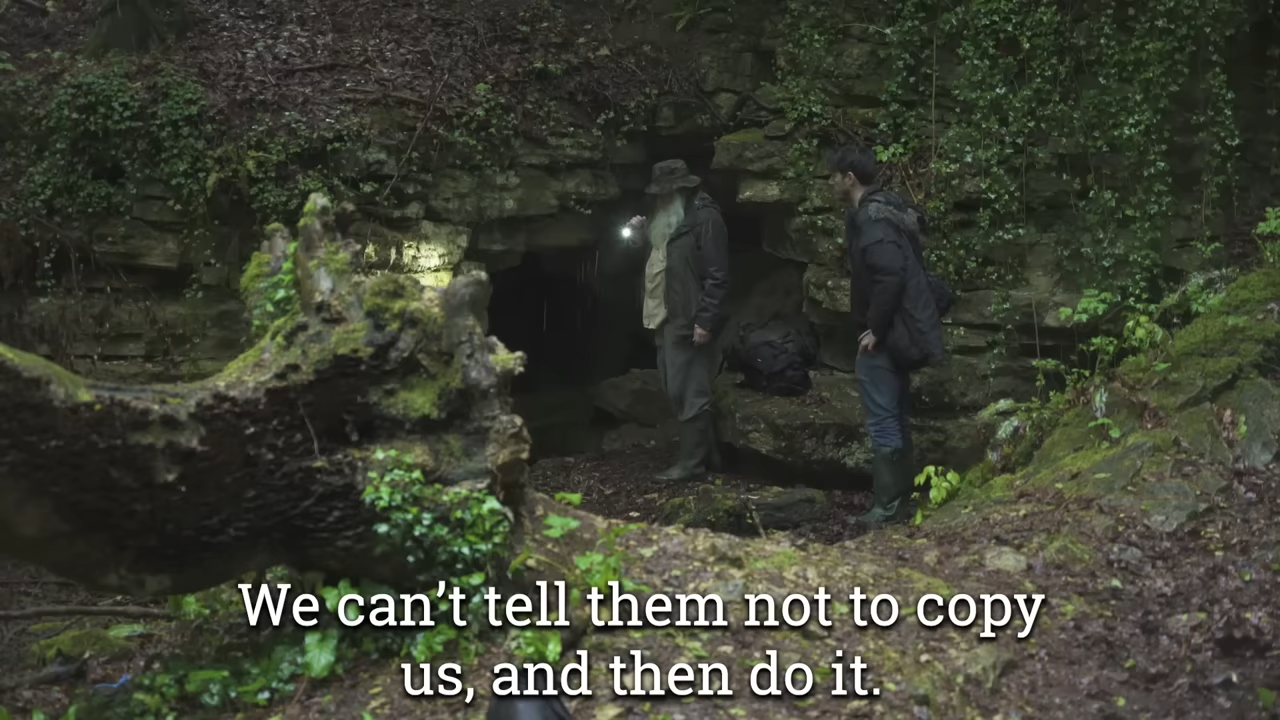 We can’t tell them not to copy
us, and then do it.